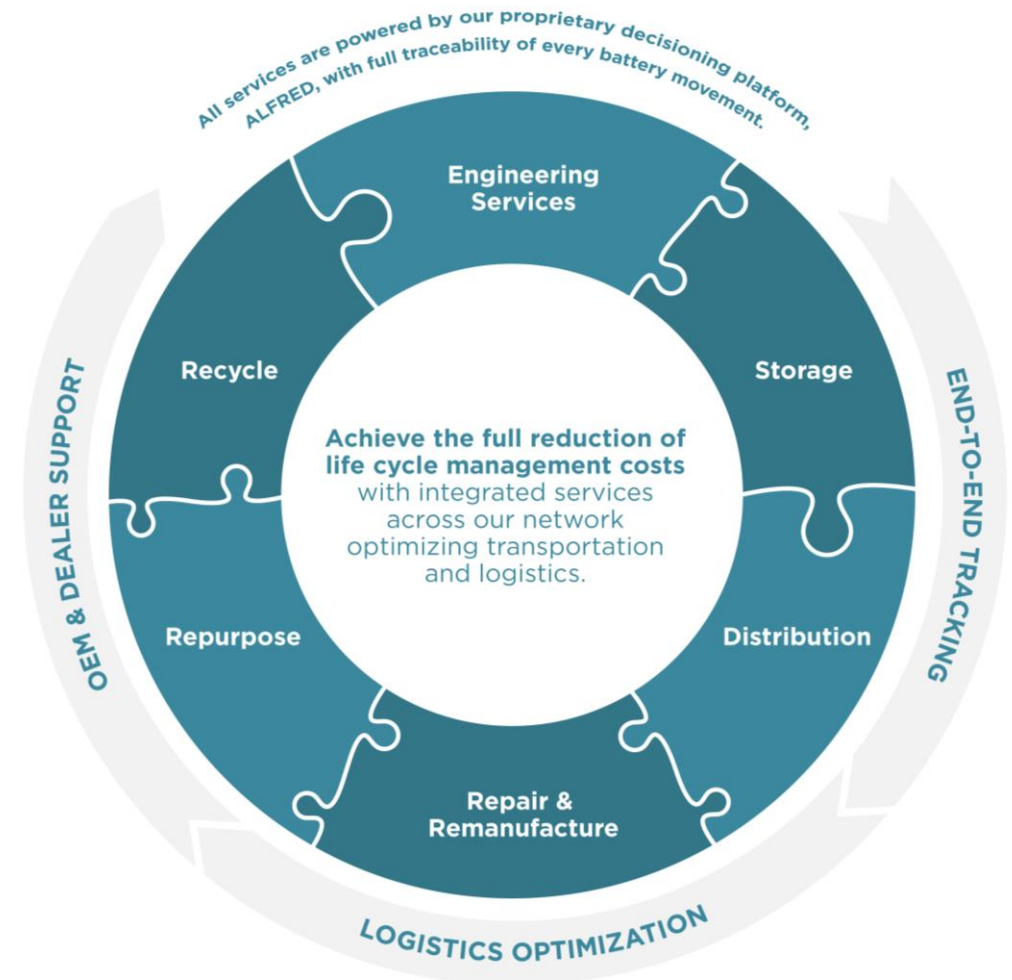 All services are powered by our proprietary decisioning platform,
ALFRED, with full traceability of every battery movement.
Engineering
Services
Storage
Distribution
Repair &
Remanufacture
Repurpose
Recycle
Achieve the full reduction of
life cycle management costs
with integrated services
across our network
optimizing transportation
and logistics.
END-TO-END TRACKING
LOGISTICS OPTIMIZATION
OEM & DEALER SUPPORT